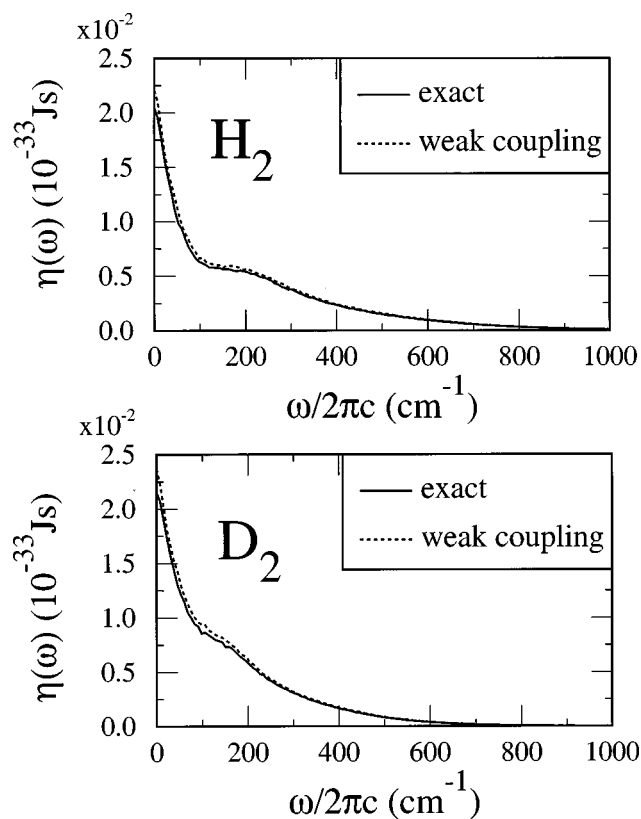 x10⁻²
2.5
2.0
1.5
1.0
0.5
0.0
η(ω) (10⁻³³Js)
H₂
exact
weak coupling
0 200 400 600 800 1000
ω/2πc (cm⁻¹)
x10⁻²
2.5
2.0
1.5
1.0
0.5
0.0
η(ω) (10⁻³³Js)
D₂
exact
weak coupling
0 200 400 600 800 1000
ω/2πc (cm⁻¹)